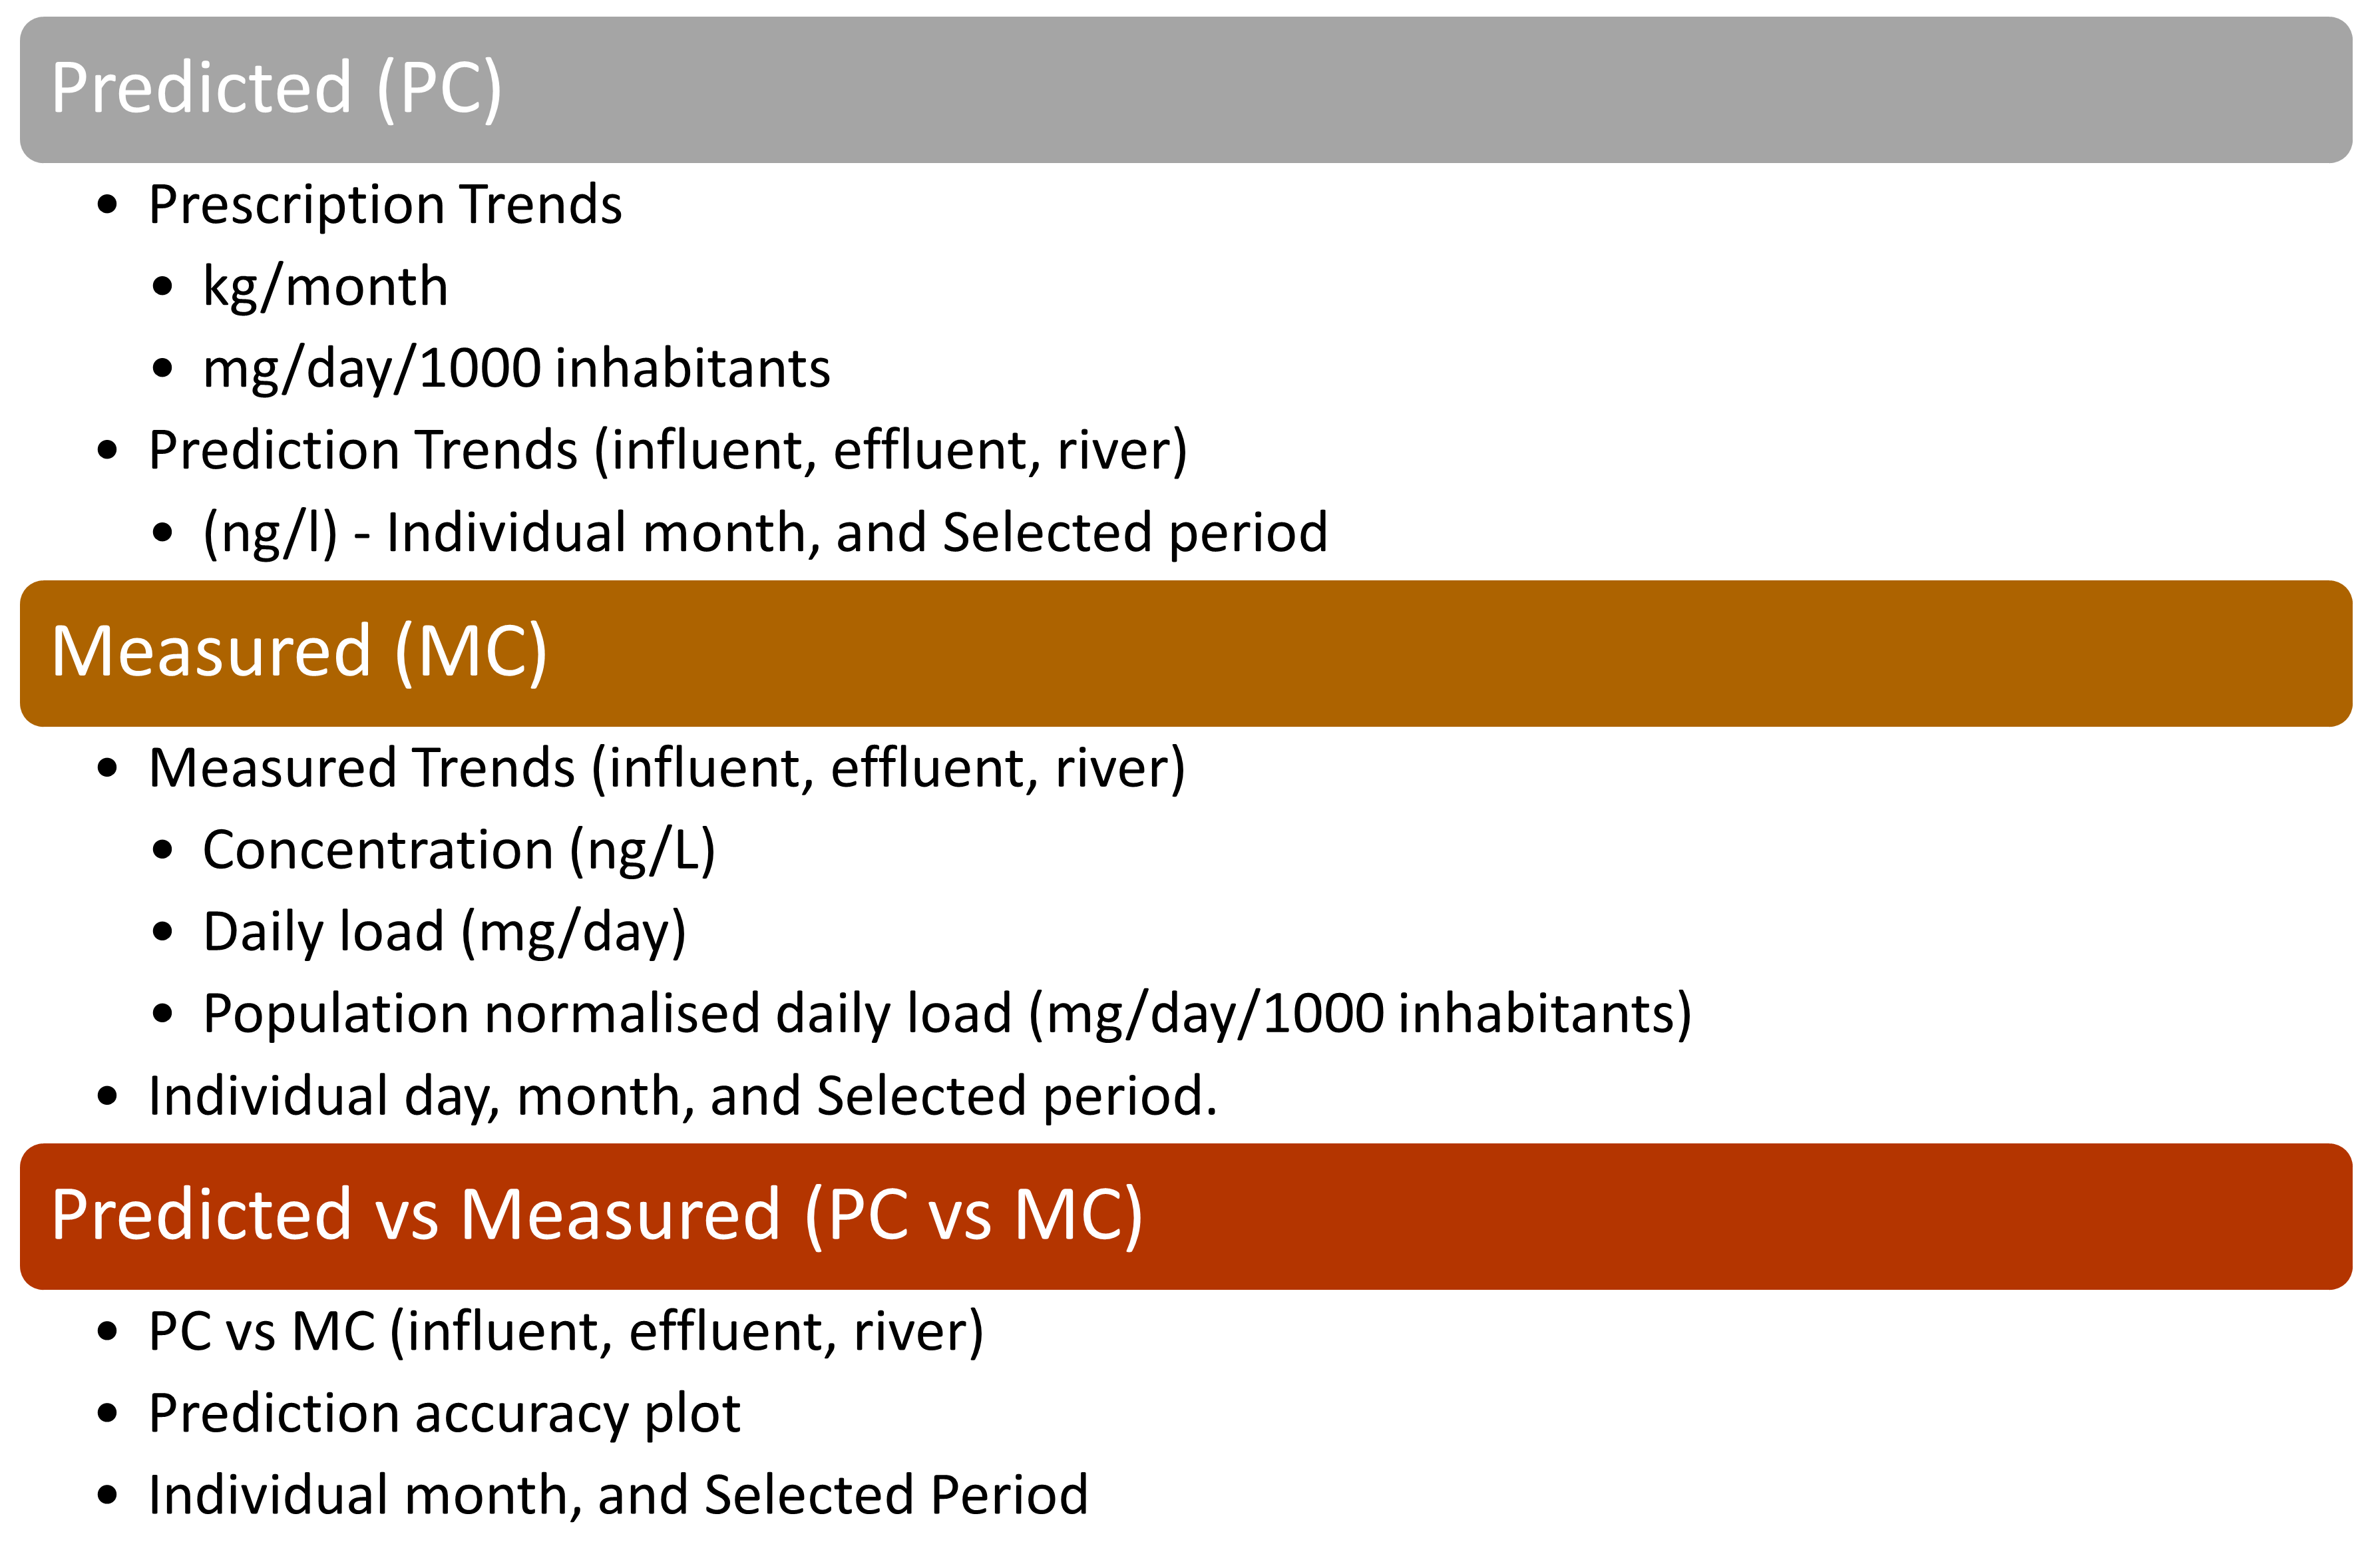 Predicted (PC)
• Prescription Trends
• kg/month
• mg/day/1000 inhabitants
• Prediction Trends (influent, effluent, river)
• (ng/l) - Individual month, and Selected period
Measured (MC)
• Measured Trends (influent, effluent, river)
• Concentration (ng/L)
• Daily load (mg/day)
• Population normalised daily load (mg/day/1000 inhabitants)
• Individual day, month, and Selected period.
Predicted vs Measured (PC vs MC)
• PC vs MC (influent, effluent, river)
• Prediction accuracy plot
• Individual month, and Selected Period